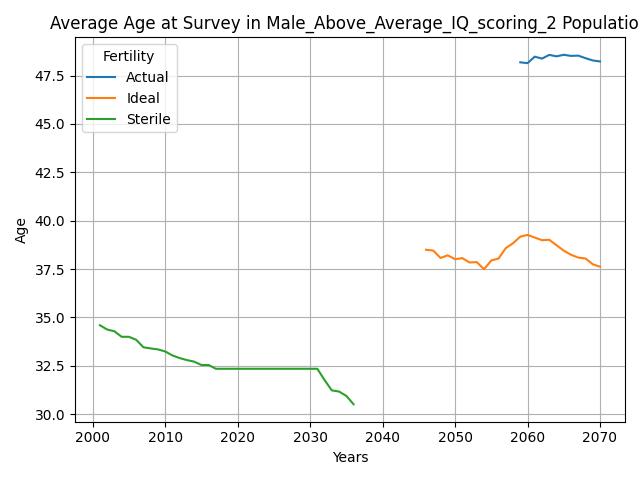 Average Age at Survey in Male_Above_Average_IQ_scoring_2 Populatio
Fertility
Actual
Ideal
Sterile
47.5
45.0
42.5
40.0
37.5
35.0
32.5
30.0
Age
2000 2010 2020 2030 2040 2050 2060 2070
Years